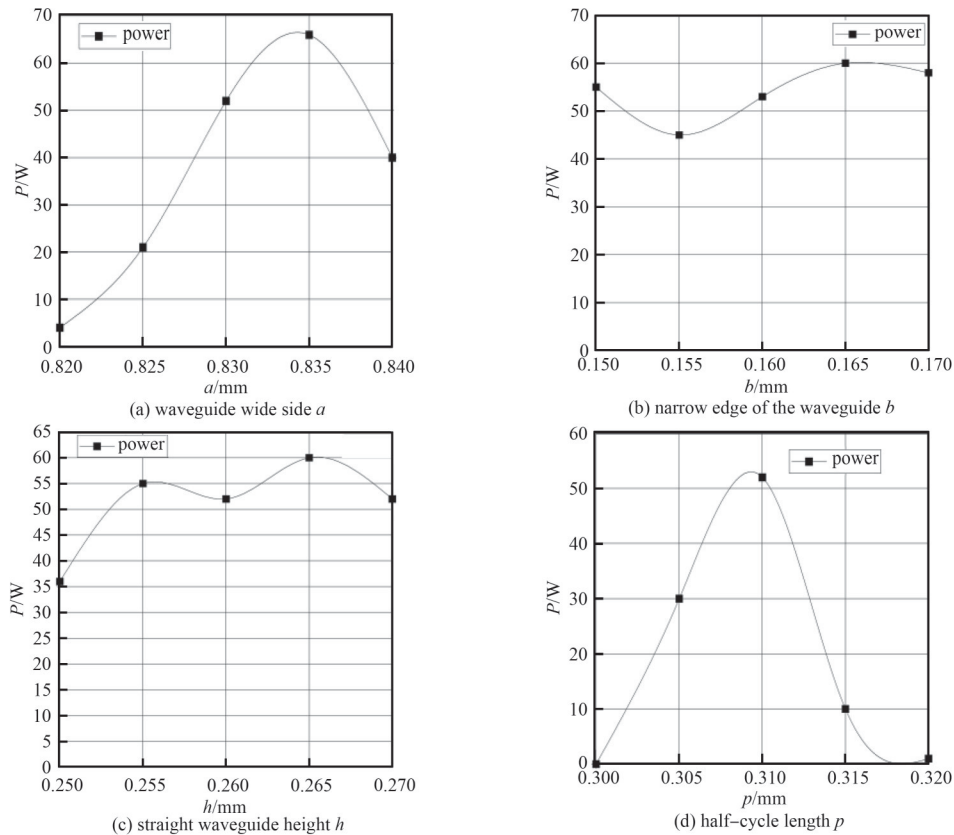 power
P/W
70
60
50
40
30
20
10
0
0.820 0.825 0.830 0.835 0.840
a/mm
(a) waveguide wide side a
power
P/W
70
60
50
40
30
20
10
0
0.150 0.155 0.160 0.165 0.170
b/mm
(b) narrow edge of the waveguide b
power
P/W
65
60
55
50
45
40
35
30
25
20
15
10
5
0
0.250 0.255 0.260 0.265 0.270
h/mm
(c) straight waveguide height h
power
P/W
60
50
40
30
20
10
0
0.300 0.305 0.310 0.315 0.320
p/mm
(d) half−cycle length p